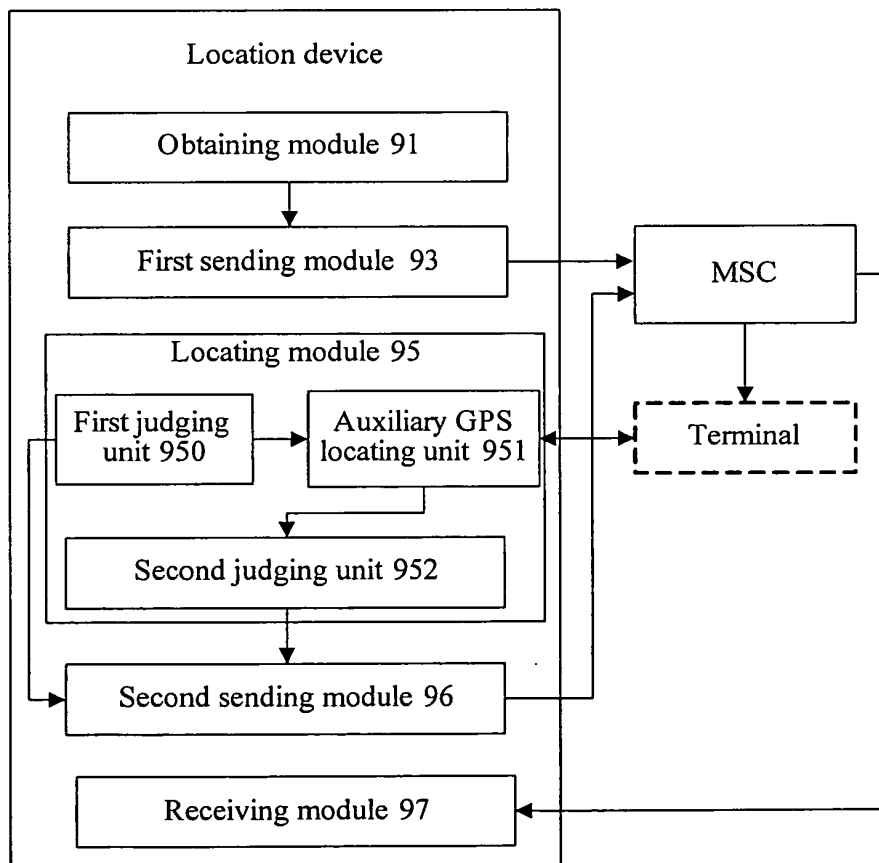 Location device
Obtaining module 91
First sending module 93
MSC
Locating module 95
First judging
unit 950
Auxiliary GPS
locating unit 951
Terminal
Second judging unit 952
Second sending module 96
Receiving module 97